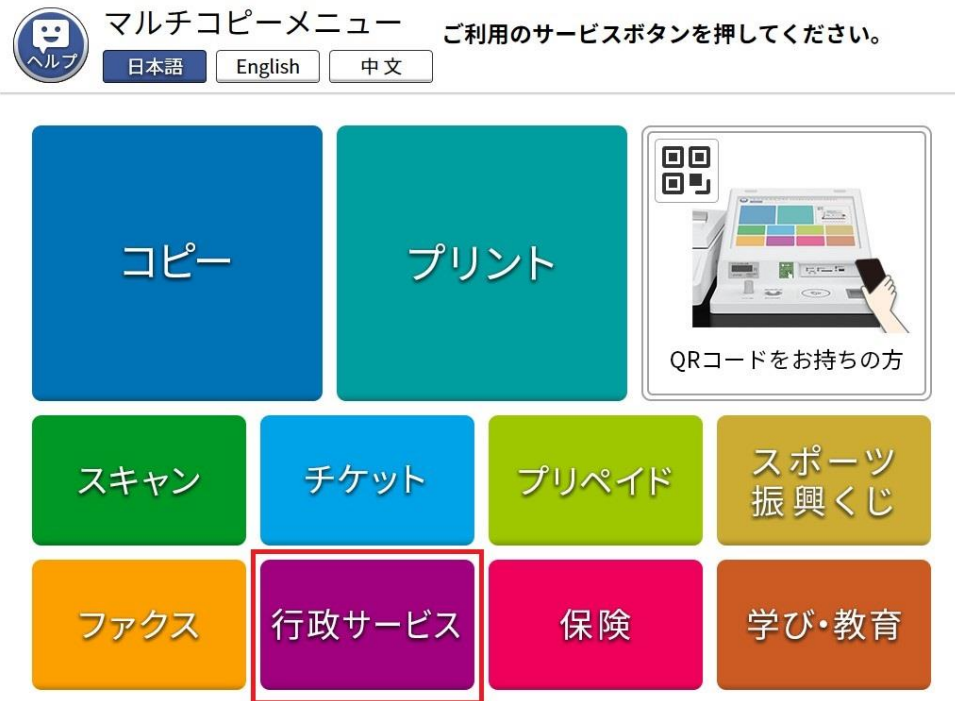 マルチコピーメニュー
ご利用のサービスボタンを押してください。
ヘルプ
日本語
English
中文
コピー
プリント
QRコードをお持ちの方
スキャン
チケット
プリペイド
スポーツ
振興くじ
ファクス
行政サービス
保険
学び・教育